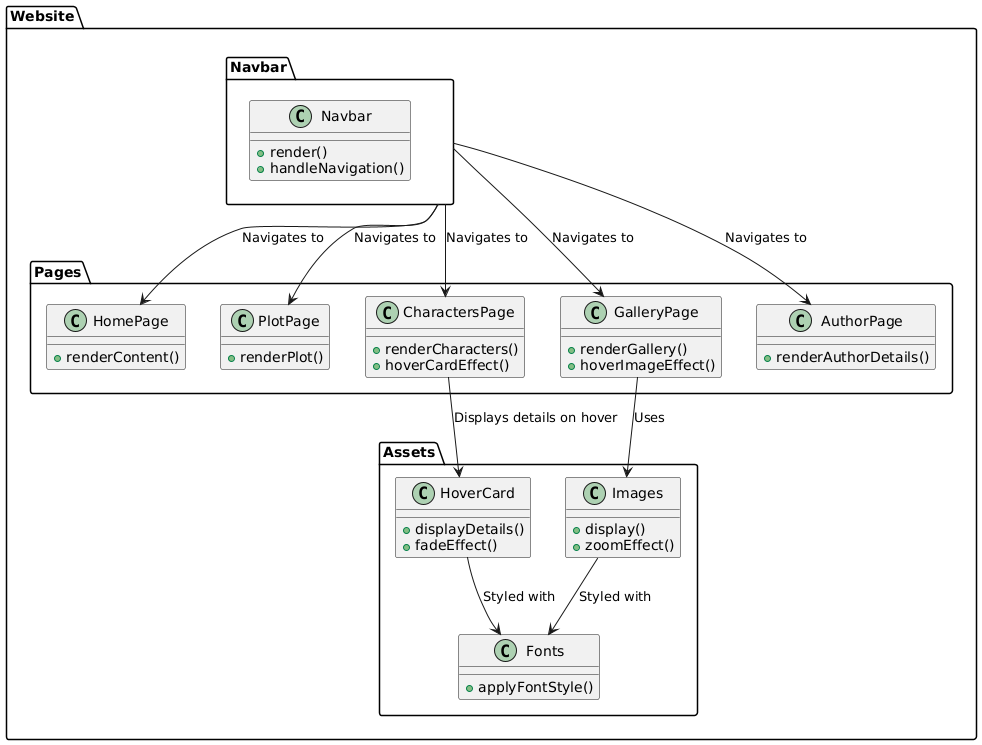 Website
Navbar
C Navbar
render()
handleNavigation()
Navigates to
Navigates to
Navigates to
Navigates to
Navigates to
Pages
C HomePage
renderContent()
C PlotPage
renderPlot()
C CharactersPage
renderCharacters()
hoverCardEffect()
C GalleryPage
renderGallery()
hoverImageEffect()
C AuthorPage
renderAuthorDetails()
Displays details on hover
Uses
Assets
C HoverCard
displayDetails()
fadeEffect()
C Images
display()
zoomEffect()
Styled with
Styled with
C Fonts
applyFontStyle()